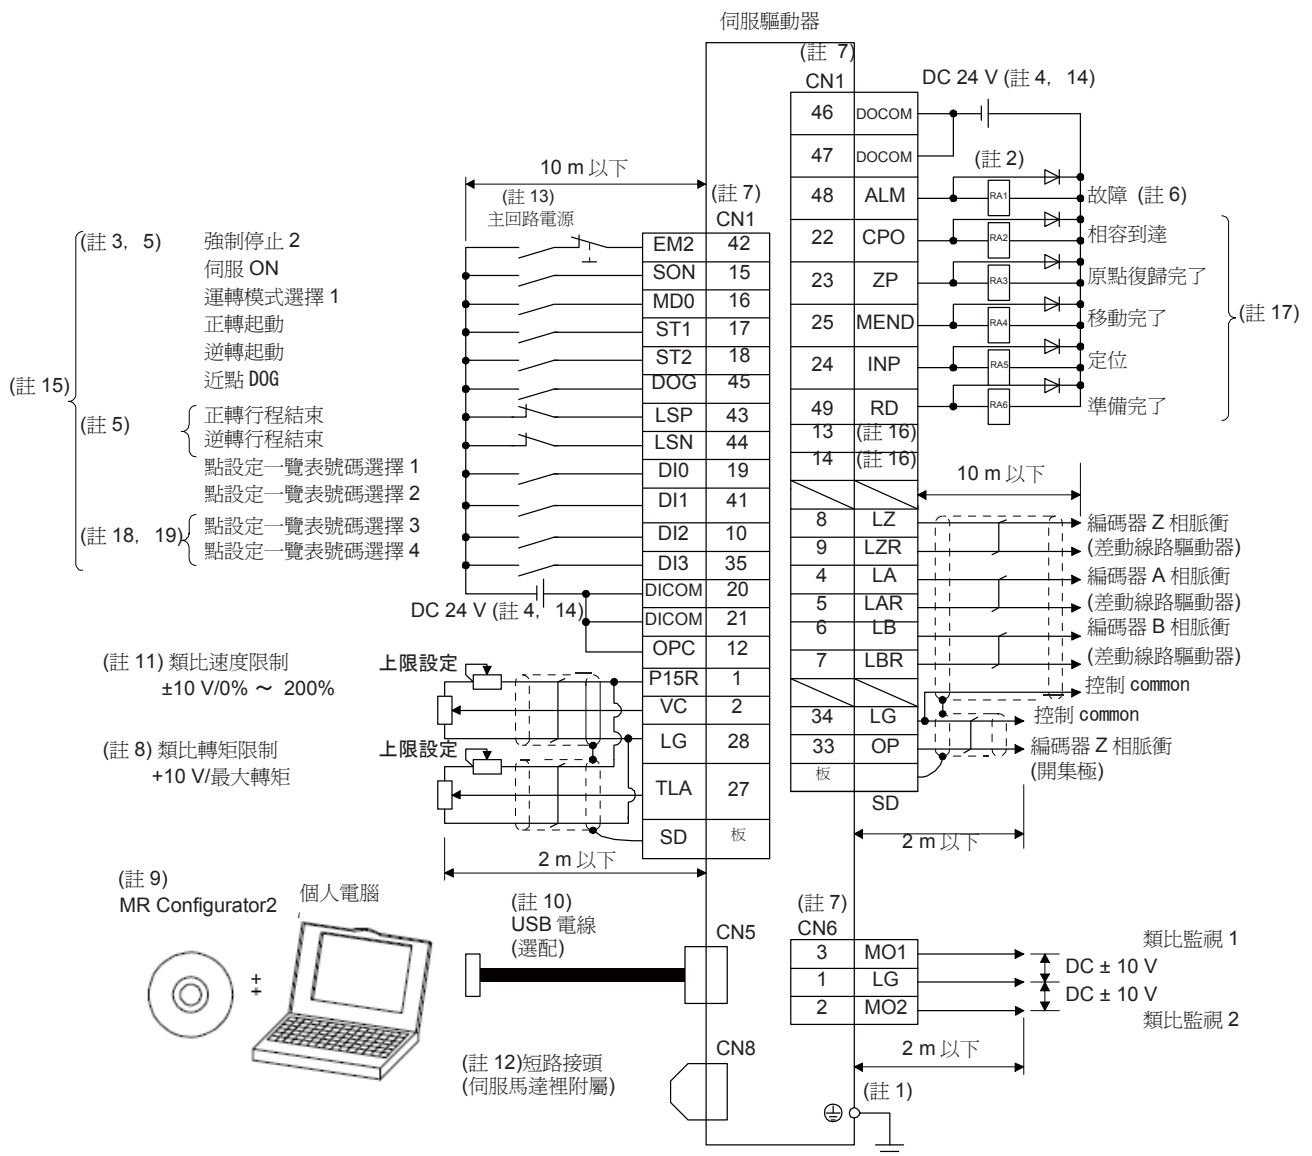 伺服驅動器
(註 7)
CN1
DC 24 V (註 4, 14)
46 DOCOM
47 DOCOM
(註 2)
48 ALM RA1 故障 (註 6)
22 CPO RA2 相容到達
23 ZP RA3 原點復歸完了
25 MEND RA4 移動完了
24 INP RA5 定位
49 RD RA6 準備完了
(註 17)
13 (註 16)
14 (註 16)
10 m 以下
8 LZ 編碼器 Z 相脈衝
9 LZR (差動線路驅動器)
4 LA 編碼器 A 相脈衝
5 LAR (差動線路驅動器)
6 LB 編碼器 B 相脈衝
7 LBR (差動線路驅動器)
控制 common
34 LG 控制 common
33 OP 編碼器 Z 相脈衝
(開集極)
板
SD
2 m 以下
10 m 以下
(註 13)
主回路電源
(註 7)
CN1
(註 15)
(註 3, 5) 強制停止 2 EM2 42
伺服 ON SON 15
運轉模式選擇 1 MD0 16
正轉起動 ST1 17
逆轉起動 ST2 18
近點 DOG DOG 45
(註 5)
正轉行程結束 LSP 43
逆轉行程結束 LSN 44
點設定一覽表號碼選擇 1 DI0 19
點設定一覽表號碼選擇 2 DI1 41
(註 18, 19)
點設定一覽表號碼選擇 3 DI2 10
點設定一覽表號碼選擇 4 DI3 35
DICOM 20
DC 24 V (註 4, 14)
DICOM 21
OPC 12
(註 11) 類比速度限制
±10 V/0% ～ 200%
上限設定
P15R 1
VC 2
LG 28
(註 8) 類比轉矩限制
+10 V/最大轉矩
上限設定
TLA 27
SD 板
2 m 以下
(註 9)
MR Configurator2
個人電腦
+
+
(註 10)
USB 電線
(選配)
CN5
(註 12)短路接頭
(伺服馬達裡附屬)
CN8
(註 7)
CN6
3 MO1 類比監視 1
DC ± 10 V
1 LG
DC ± 10 V
2 MO2 類比監視 2
2 m 以下
(註 1)